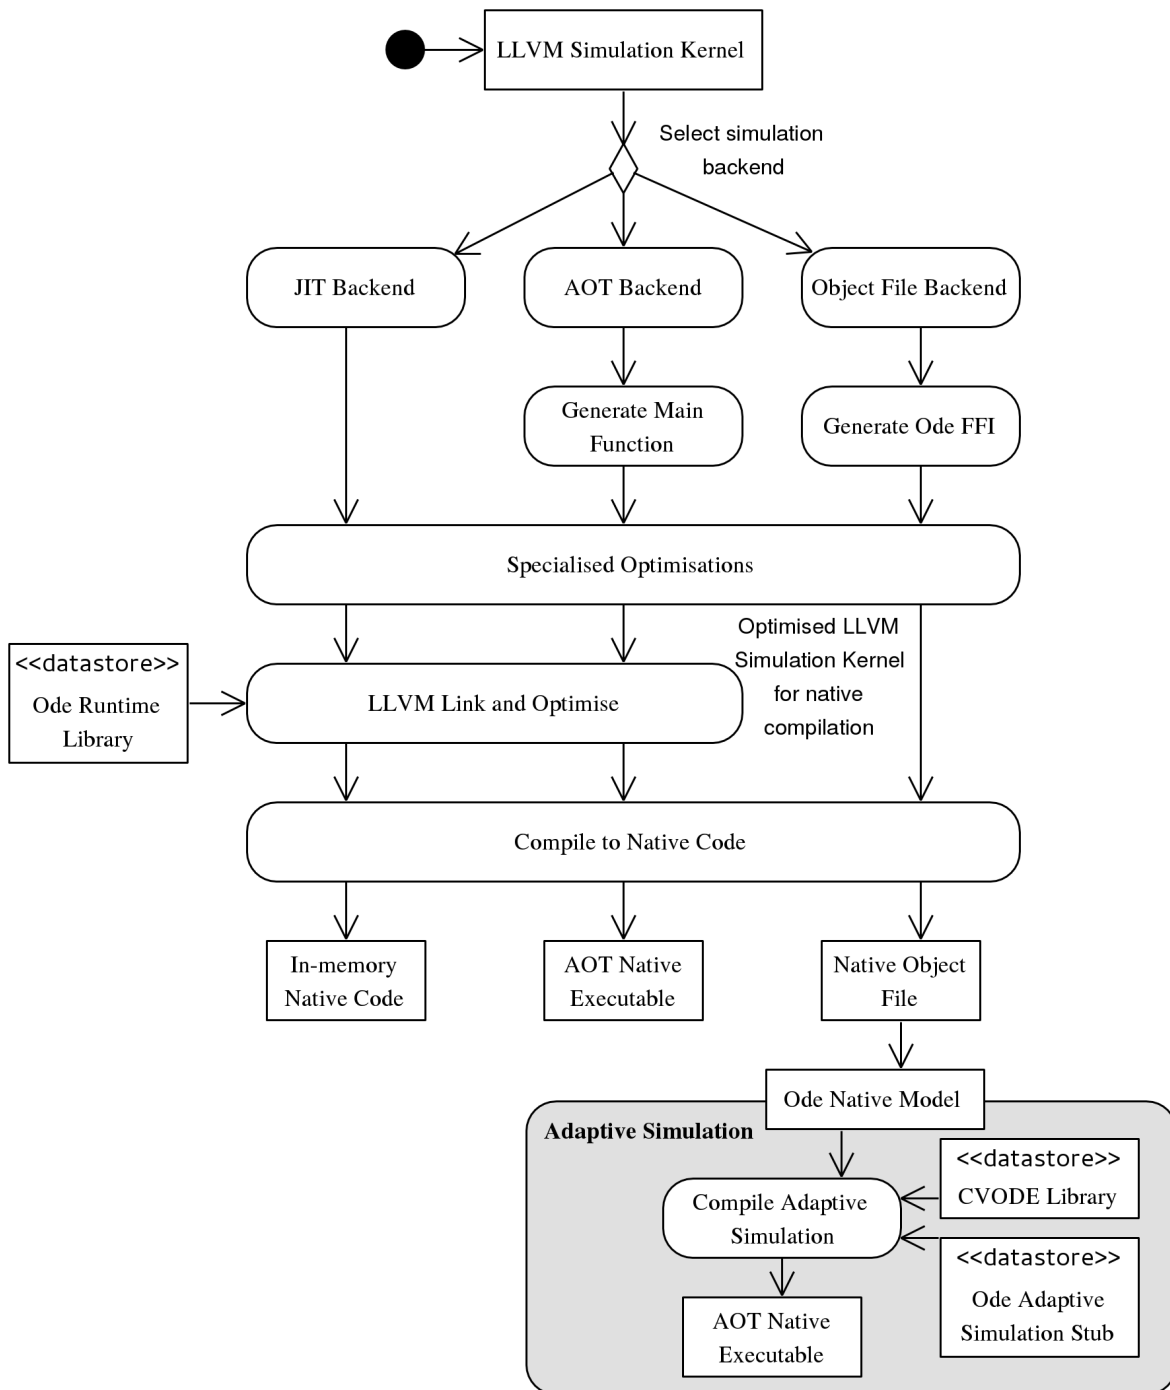 LLVM Simulation Kernel
Select simulation
backend
JIT Backend
AOT Backend
Object File Backend
Generate Main
Function
Generate Ode FFI
Specialised Optimisations
Optimised LLVM
Simulation Kernel
for native
compilation
<<datastore>>
Ode Runtime
Library
LLVM Link and Optimise
Compile to Native Code
In-memory
Native Code
AOT Native
Executable
Native Object
File
Ode Native Model
Adaptive Simulation
<<datastore>>
CVODE Library
Compile Adaptive
Simulation
<<datastore>>
Ode Adaptive
Simulation Stub
AOT Native
Executable